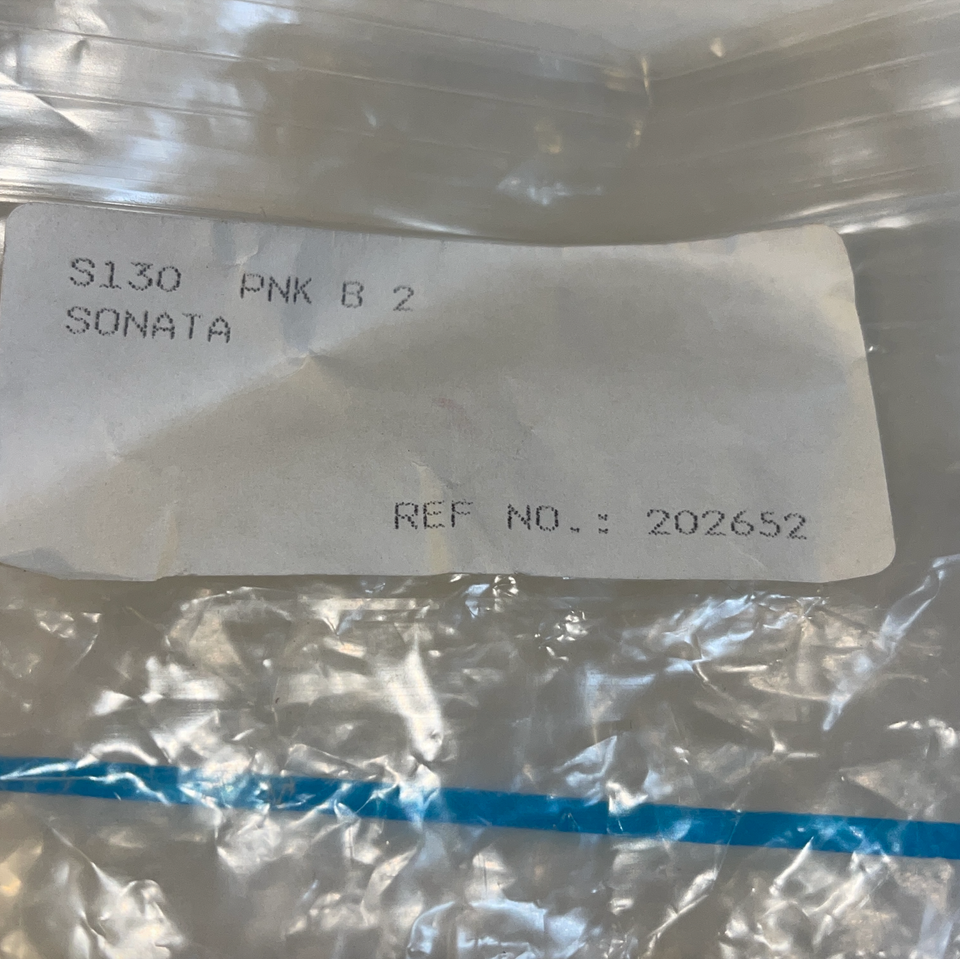 S130 PNK B 2
SONATA
REF NO.: 202652